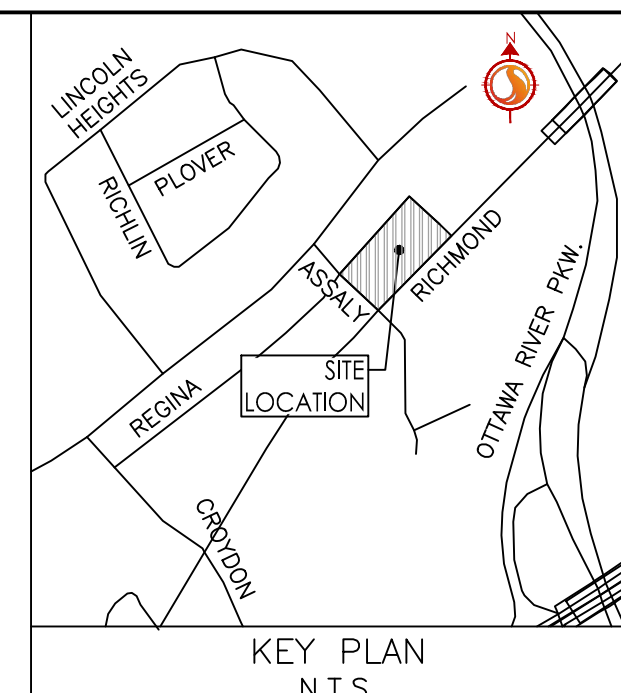 N
LINCOLN
HEIGHTS
PLOVER
RICHLIN
ASSALY
RICHMOND
OTTAWA RIVER PKW.
SITE
LOCATION
REGINA
CROYDON
KEY PLAN
N.T.S.